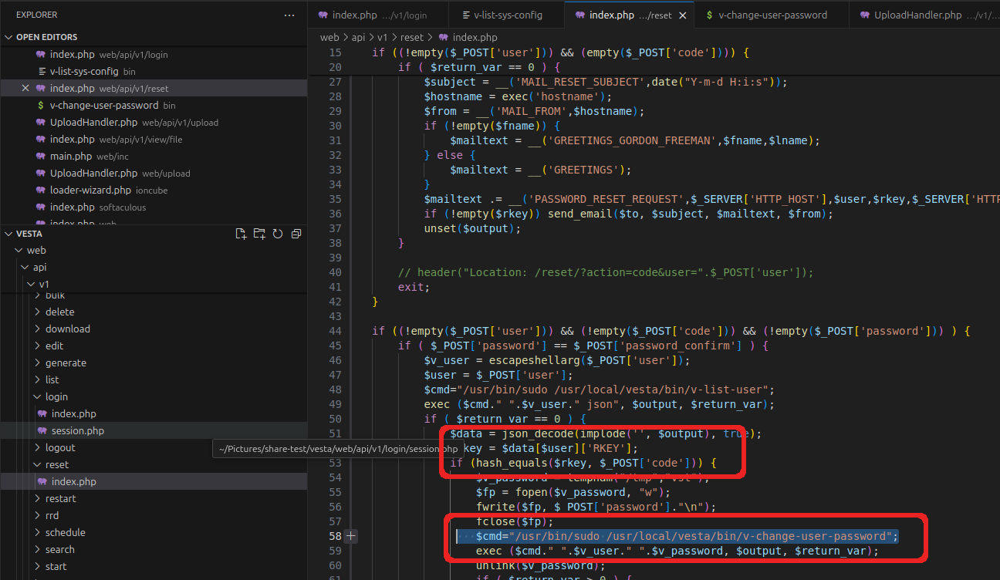 EXPLORER
OPEN EDITORS
index.php web/api/v1/login
v-list-sys-config bin
index.php web/api/v1/reset
$ v-change-user-password bin
UploadHandler.php web/api/v1/upload
index.php web/api/v1/view/file
main.php web/inc
UploadHandler.php web/upload
loader-wizard.php ioncube
index.php softaculous
index.php web
VESTA
web
api
v1
bulk
delete
download
edit
generate
list
login
index.php
session.php
logout
reset
index.php
restart
rrd
schedule
search
start
~/Pictures/share-test/vesta/web/api/v1/login/session.php
index.php .../v1/login
v-list-sys-config
index.php .../reset
$ v-change-user-password
UploadHandler.php .../v1/...
web > api > v1 > reset > index.php
15 if ((!empty($_POST['user'])) && (empty($_POST['code']))) {
20 if ( $return_var == 0 ) {
27 $subject = __('MAIL_RESET_SUBJECT',date("Y-m-d H:i:s"));
28 $hostname = exec('hostname');
29 $from = __('MAIL_FROM',$hostname);
30 if (!empty($fname)) {
31 $mailtext = __('GREETINGS_GORDON_FREEMAN',$fname,$lname);
32 } else {
33 $mailtext = __('GREETINGS');
34 }
35 $mailtext .= __('PASSWORD_RESET_REQUEST',$_SERVER['HTTP_HOST'],$user,$rkey,$_SERVER['HTTP
36 if (!empty($rkey)) send_email($to, $subject, $mailtext, $from);
37 unset($output);
38 }
39
40 // header("Location: /reset/?action=code&user=".$_POST['user']);
41 exit;
42 }
43
44 if ((!empty($_POST['user'])) && (!empty($_POST['code'])) && (!empty($_POST['password'])) ) {
45 if ( $_POST['password'] == $_POST['password_confirm'] ) {
46 $v_user = escapeshellarg($_POST['user']);
47 $user = $_POST['user'];
48 $cmd="/usr/bin/sudo /usr/local/vesta/bin/v-list-user";
49 exec ($cmd." ".$v_user." json", $output, $return_var);
50 if ( $return_var == 0 ) {
51 $data = json_decode(implode('', $output), true);
key = $data[$user]['RKEY'];
53 if (hash_equals($rkey, $_POST['code'])) {
54 $v_password = tempnam("/tmp","vst");
55 $fp = fopen($v_password, "w");
56 fwrite($fp, $_POST['password']."\n");
57 fclose($fp);
58 $cmd="/usr/bin/sudo /usr/local/vesta/bin/v-change-user-password";
59 exec ($cmd." ".$v_user." ".$v_password, $output, $return_var);
60 unlink($v_password);
61 if ( $return_var > 0 ) {